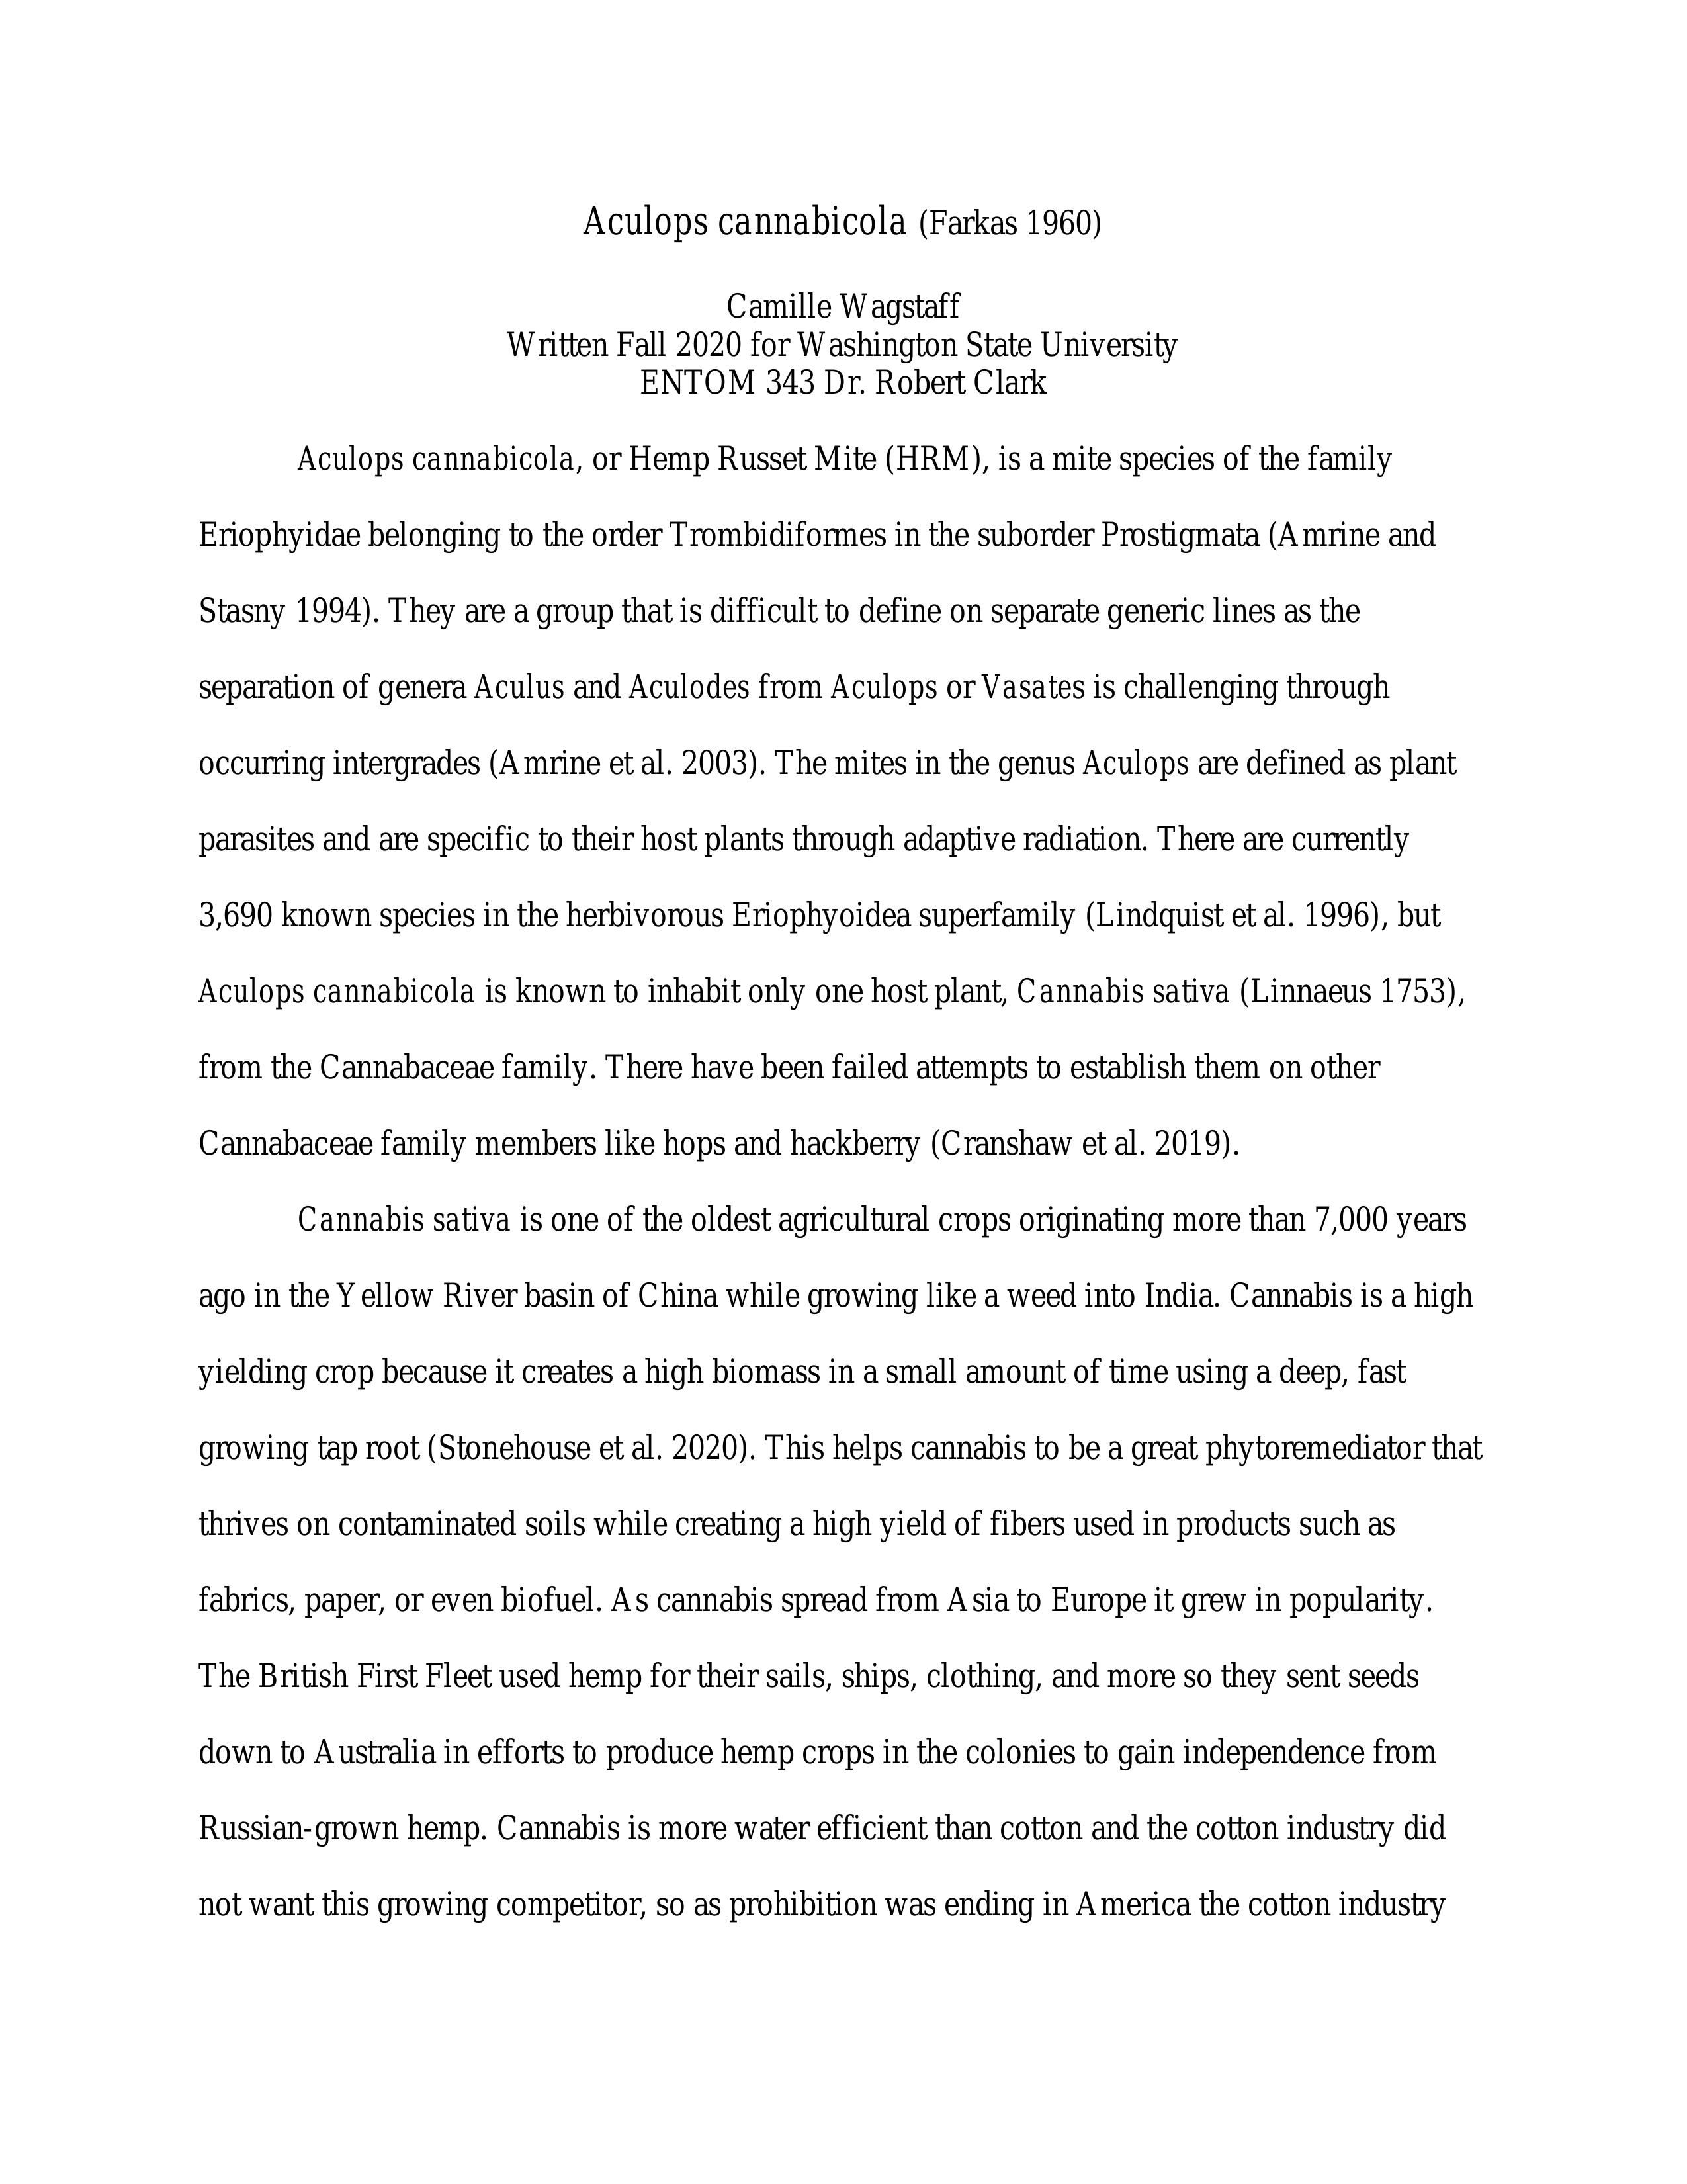 Aculops cannabicola (Farkas 1960)
Camille Wagstaff
Written Fall 2020 for Washington State University
ENTOM 343 Dr. Robert Clark
Aculops cannabicola, or Hemp Russet Mite (HRM), is a mite species of the family
Eriophyidae belonging to the order Trombidiformes in the suborder Prostigmata (Amrine and
Stasny 1994). They are a group that is difficult to define on separate generic lines as the
separation of genera Aculus and Aculodes from Aculops or Vasates is challenging through
occurring intergrades (Amrine et al. 2003). The mites in the genus Aculops are defined as plant
parasites and are specific to their host plants through adaptive radiation. There are currently
3,690 known species in the herbivorous Eriophyoidea superfamily (Lindquist et al. 1996), but
Aculops cannabicola is known to inhabit only one host plant, Cannabis sativa (Linnaeus 1753),
from the Cannabaceae family. There have been failed attempts to establish them on other
Cannabaceae family members like hops and hackberry (Cranshaw et al. 2019).
Cannabis sativa is one of the oldest agricultural crops originating more than 7,000 years
ago in the Yellow River basin of China while growing like a weed into India. Cannabis is a high
yielding crop because it creates a high biomass in a small amount of time using a deep, fast
growing tap root (Stonehouse et al. 2020). This helps cannabis to be a great phytoremediator that
thrives on contaminated soils while creating a high yield of fibers used in products such as
fabrics, paper, or even biofuel. As cannabis spread from Asia to Europe it grew in popularity.
The British First Fleet used hemp for their sails, ships, clothing, and more so they sent seeds
down to Australia in efforts to produce hemp crops in the colonies to gain independence from
Russian-grown hemp. Cannabis is more water efficient than cotton and the cotton industry did
not want this growing competitor, so as prohibition was ending in America the cotton industry